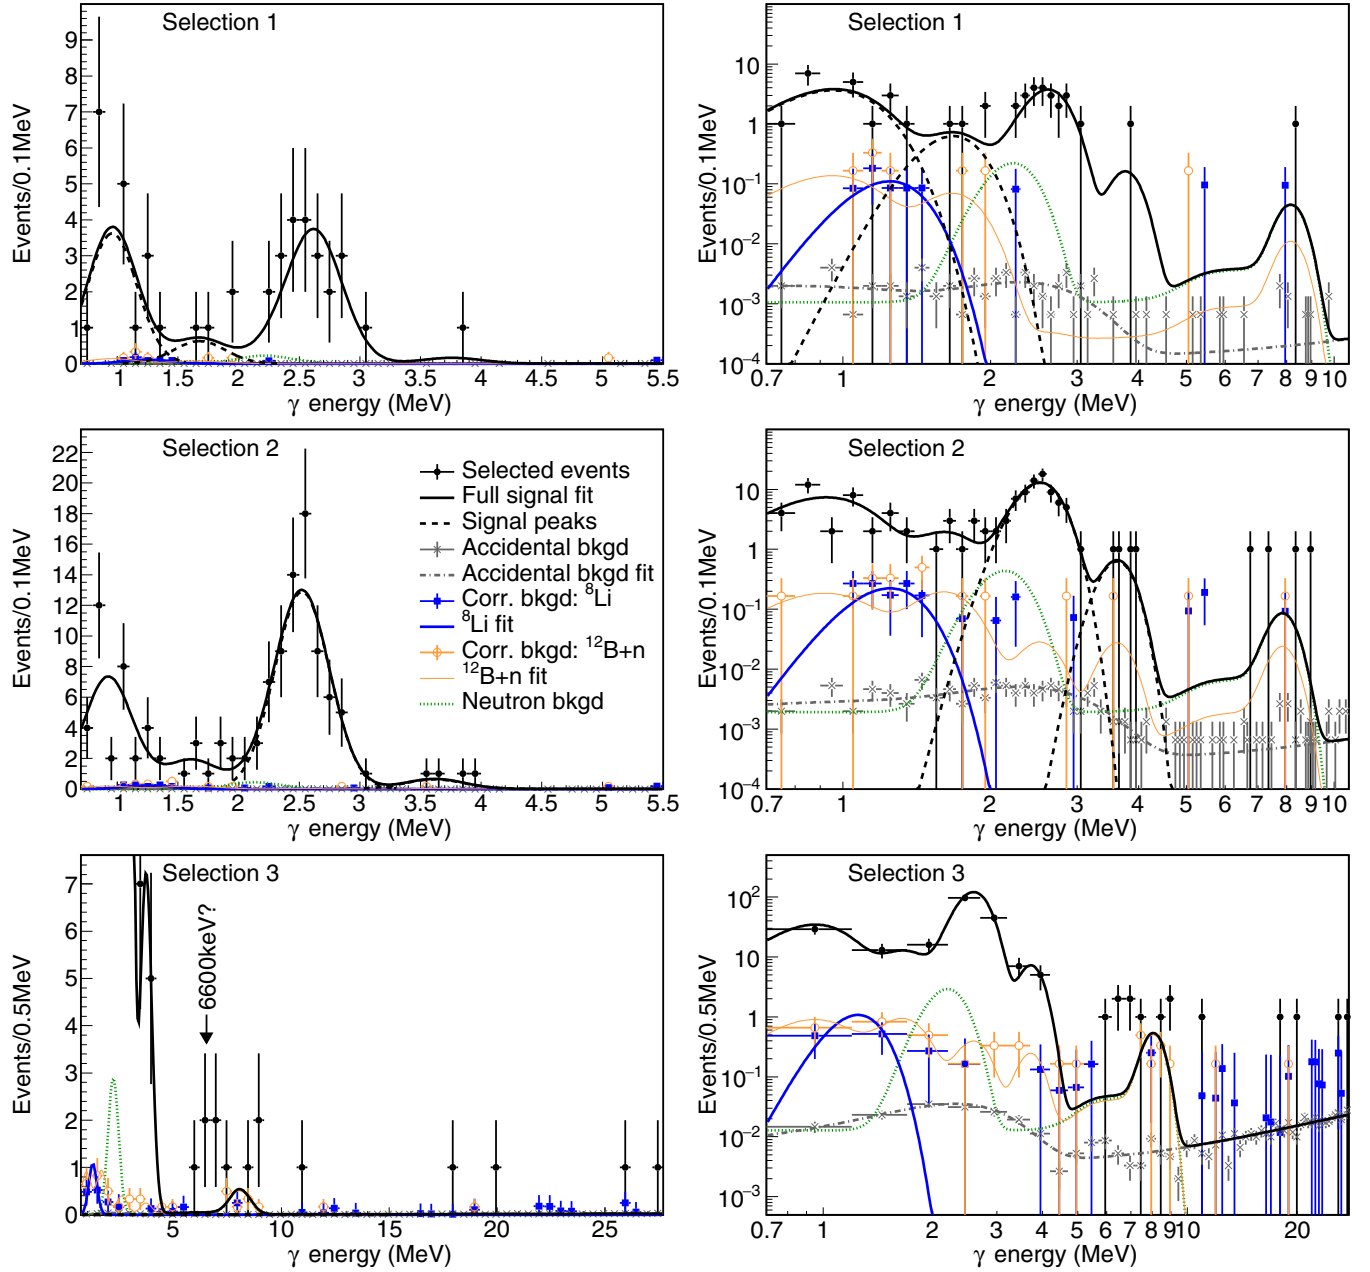 Selection 1
Events/0.1MeV
9
8
7
6
5
4
3
2
1
0
1 1.5 2 2.5 3 3.5 4 4.5 5 5.5
γ energy (MeV)
Selection 1
Events/0.1MeV
10
1
10⁻¹
10⁻²
10⁻³
10⁻⁴
0.7 1 2 3 4 5 6 7 8 9 10
γ energy (MeV)
Selection 2
Events/0.1MeV
22
20
18
16
14
12
10
8
6
4
2
0
Selected events
Full signal fit
Signal peaks
Accidental bkgd
Accidental bkgd fit
Corr. bkgd: ⁸Li
⁸Li fit
Corr. bkgd: ¹²B+n
¹²B+n fit
Neutron bkgd
1 1.5 2 2.5 3 3.5 4 4.5 5 5.5
γ energy (MeV)
Selection 2
Events/0.1MeV
10
1
10⁻¹
10⁻²
10⁻³
10⁻⁴
0.7 1 2 3 4 5 6 7 8 9 10
γ energy (MeV)
Selection 3
Events/0.5MeV
7
6
5
4
3
2
1
0
6600keV?
5 10 15 20 25
γ energy (MeV)
Selection 3
Events/0.5MeV
10²
10
1
10⁻¹
10⁻²
10⁻³
0.7 1 2 3 4 5 6 7 8 9 10 20
γ energy (MeV)